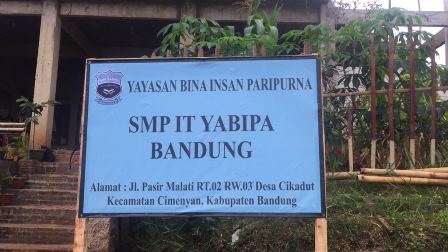 YAYASAN BINA INSAN PARIPURNA
SMP IT YABIPA
BANDUNG
Alamat : Jl. Pasir Malati RT.02 RW.03 Desa Cikadut
Kecamatan Cimenyan, Kabupaten Bandung